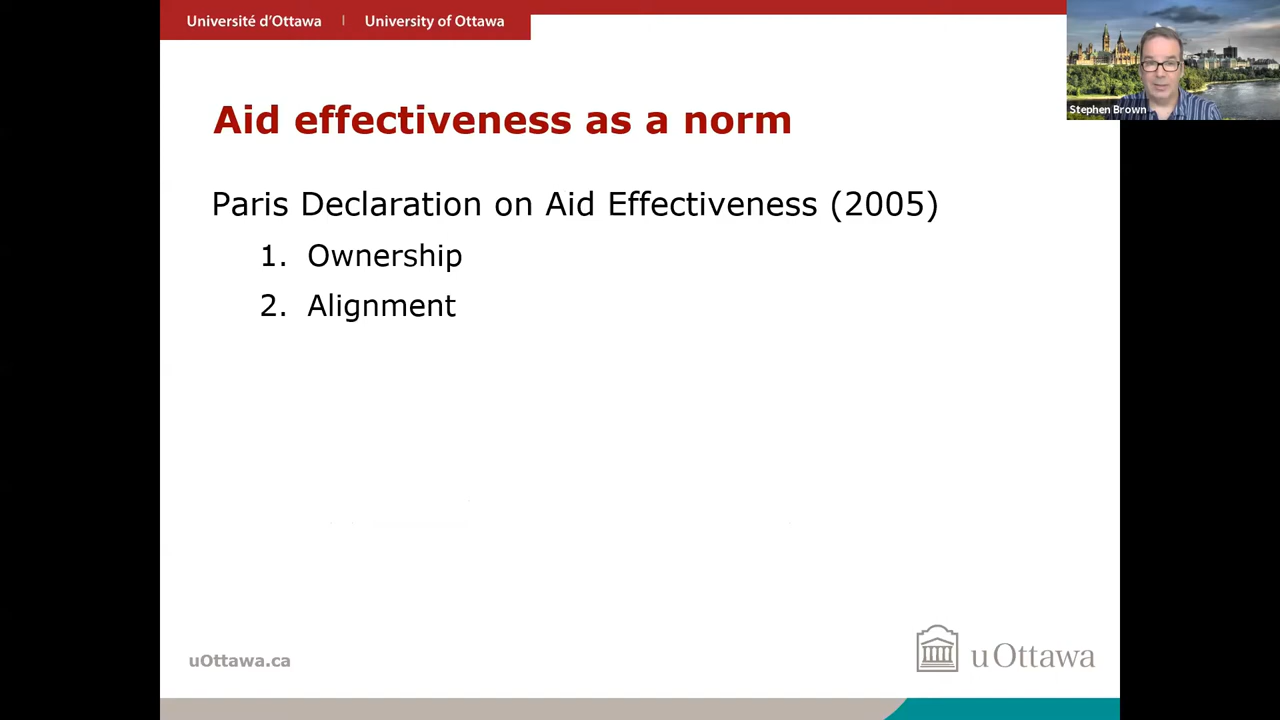 Université d'Ottawa | University of Ottawa
Stephen Brown
Aid effectiveness as a norm
Paris Declaration on Aid Effectiveness (2005)
1. Ownership
2. Alignment
uOttawa.ca
uOttawa